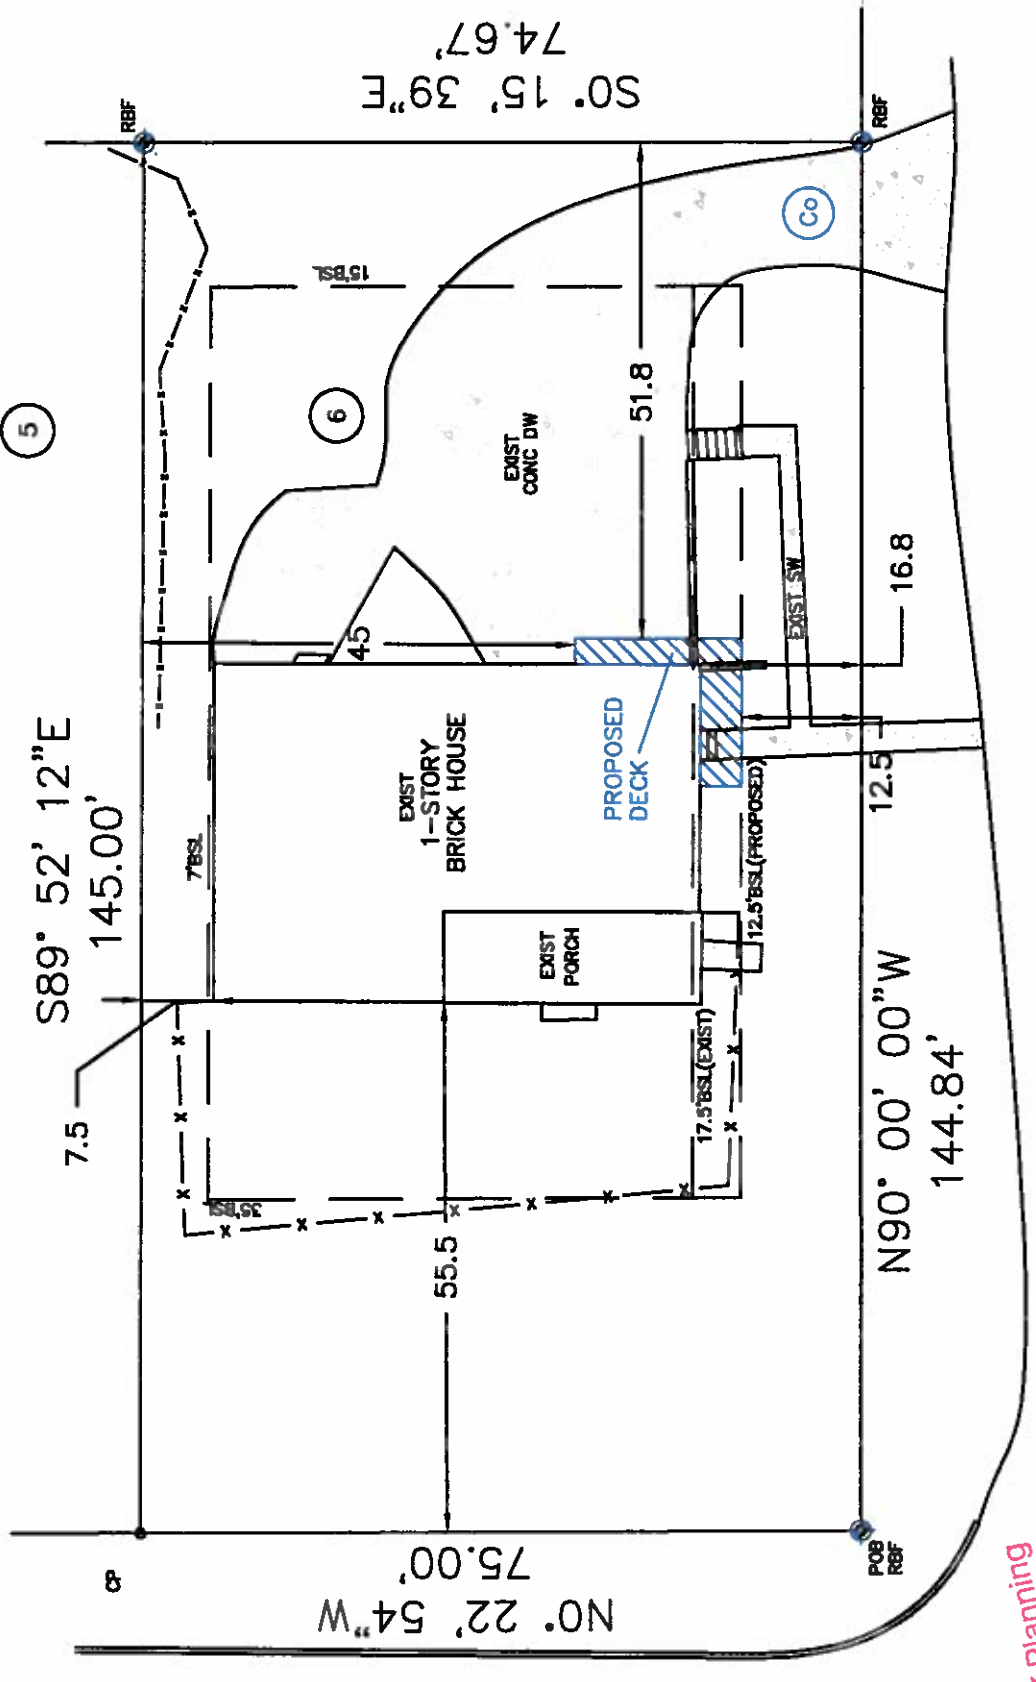 5
S0° 15' 39"E
74.67'
RBF
RBF
15'BSL
Co
6
51.8
EXIST
CONC DW
16.8
EXIST SW
45
S89° 52' 12"E
145.00'
7'BSL
EXIST
1-STORY
BRICK HOUSE
PROPOSED
DECK
12.5
12.5'BSL(PROPOSED)
EXIST
PORCH
7.5
17.5'BSL(EXIST)
35'BSL
55.5
N90° 00' 00"W
144.84'
N0° 22' 54"W
75.00'
POB
RBF
Planning